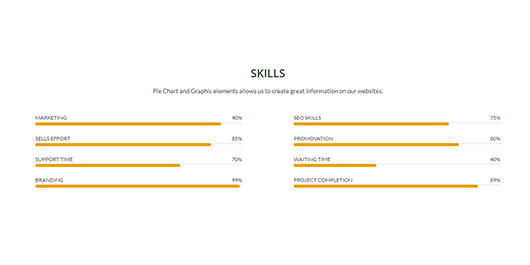 SKILLS
Pie Chart and Graphic elements allows us to create great information on our websites.
MARKETING 90%
SELLS EFFORT 85%
SUPPORT TIME 70%
BRANDING 99%
SEO SKILLS 75%
PROMOVATION 80%
WAITING TIME 40%
PROJECT COMPLETION 89%